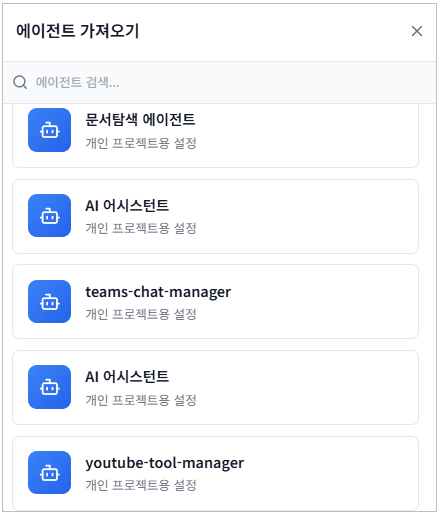 에이전트 가져오기
에이전트 검색...
문서탐색 에이전트
개인 프로젝트용 설정
AI 어시스턴트
개인 프로젝트용 설정
teams-chat-manager
개인 프로젝트용 설정
AI 어시스턴트
개인 프로젝트용 설정
youtube-tool-manager
개인 프로젝트용 설정